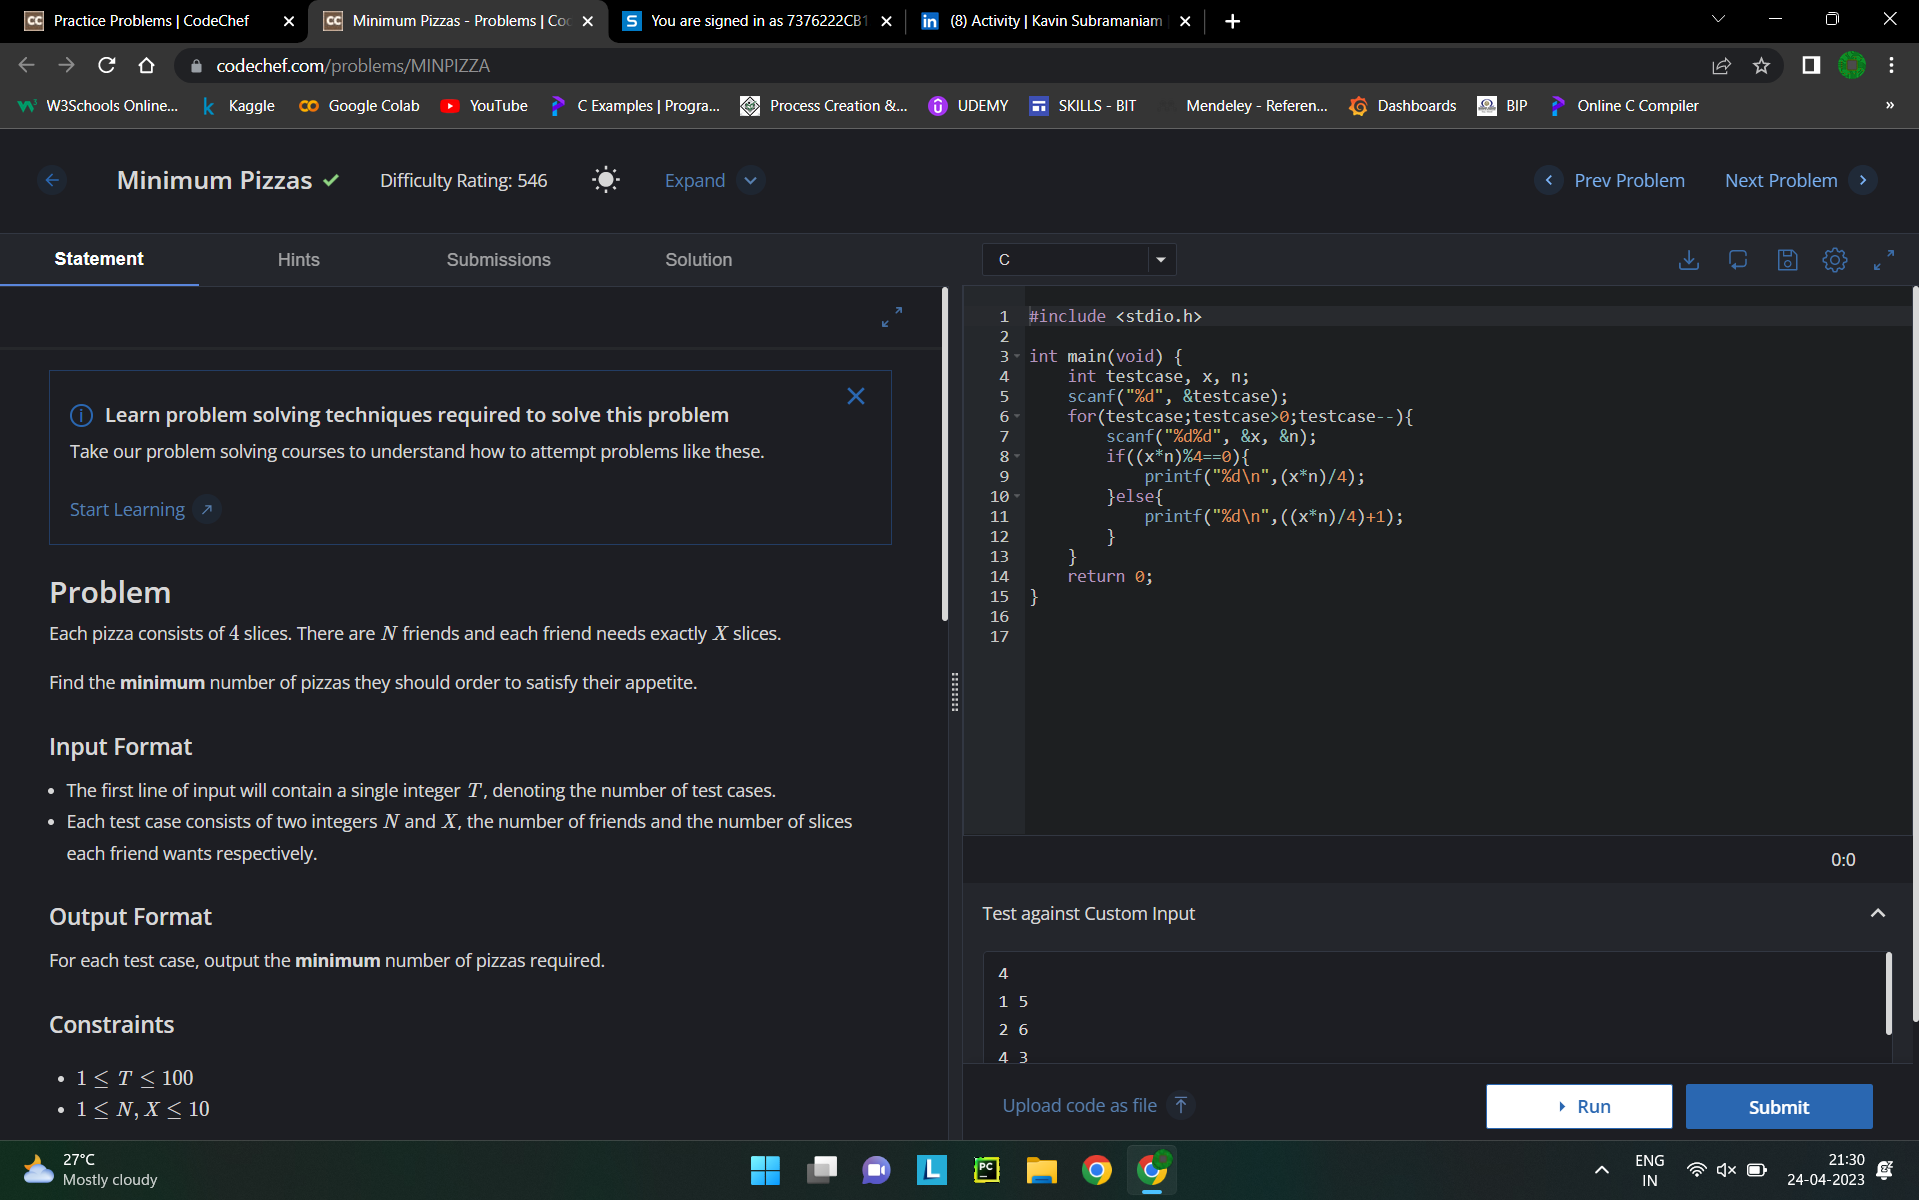 Practice Problems | CodeChef
Minimum Pizzas - Problems | Co
You are signed in as 7376222CB1
(8) Activity | Kavin Subramaniam
codechef.com/problems/MINPIZZA
W3Schools Online...
Kaggle
Google Colab
YouTube
C Examples | Progra...
Process Creation &...
UDEMY
SKILLS - BIT
Mendeley - Referen...
Dashboards
BIP
Online C Compiler
»
Minimum Pizzas
Difficulty Rating: 546
Expand
Prev Problem
Next Problem
Statement
Hints
Submissions
Solution
Learn problem solving techniques required to solve this problem
Take our problem solving courses to understand how to attempt problems like these.
Start Learning
Problem
Each pizza consists of 4 slices. There are N friends and each friend needs exactly X slices.
Find the minimum number of pizzas they should order to satisfy their appetite.
Input Format
• The first line of input will contain a single integer T, denoting the number of test cases.
• Each test case consists of two integers N and X, the number of friends and the number of slices
each friend wants respectively.
Output Format
For each test case, output the minimum number of pizzas required.
Constraints
• 1 ≤ T ≤ 100
• 1 ≤ N, X ≤ 10
C
1 #include <stdio.h>
2
3 int main(void) {
4     int testcase, x, n;
5     scanf("%d", &testcase);
6     for(testcase;testcase>0;testcase--){
7         scanf("%d%d", &x, &n);
8         if((x*n)%4==0){
9             printf("%d\n",(x*n)/4);
10         }else{
11             printf("%d\n",((x*n)/4)+1);
12         }
13     }
14     return 0;
15 }
16
17
0:0
Test against Custom Input
4
1 5
2 6
4 3
Upload code as file
Run
Submit
27°C
Mostly cloudy
ENG
IN
21:30
24-04-2023